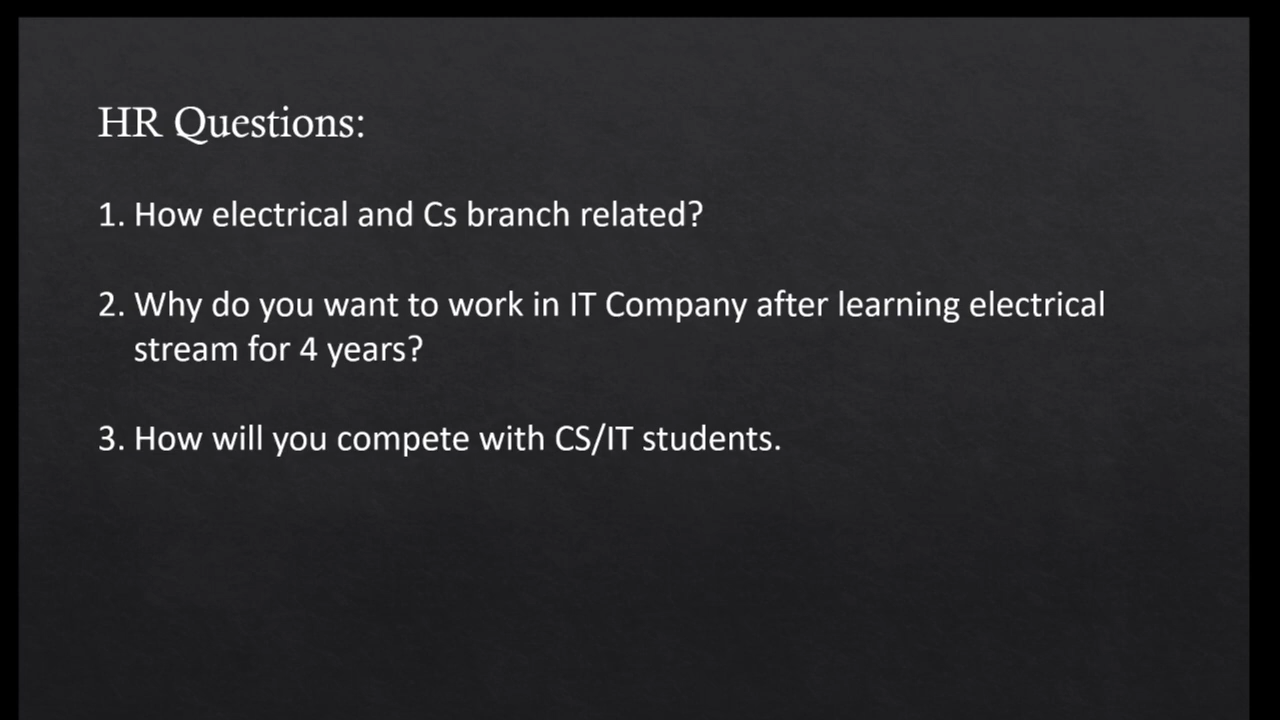 HR Questions:
1. How electrical and Cs branch related?
2. Why do you want to work in IT Company after learning electrical
stream for 4 years?
3. How will you compete with CS/IT students.